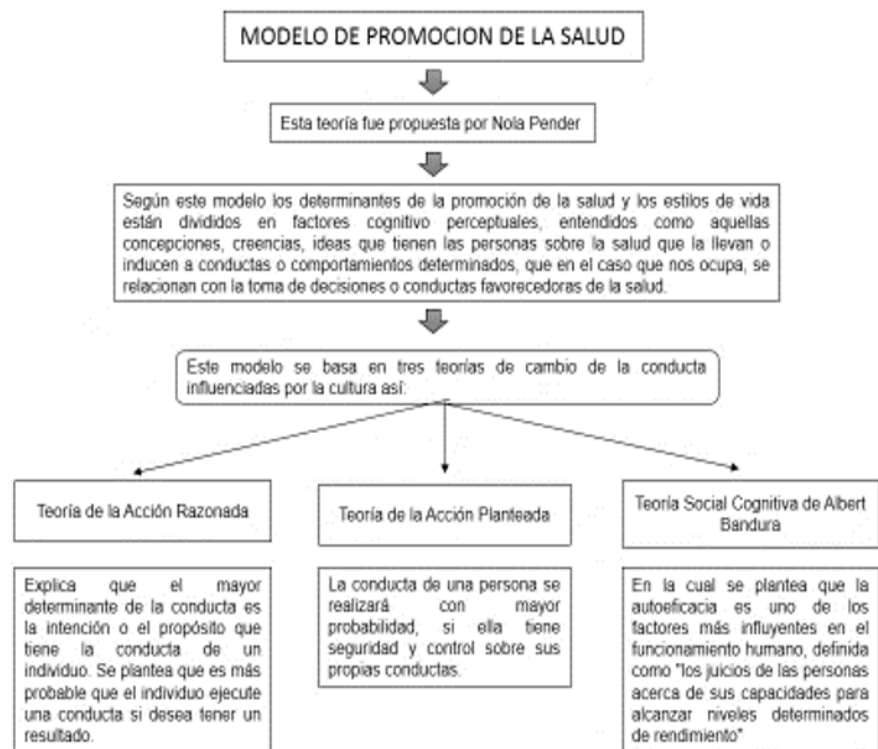 MODELO DE PROMOCION DE LA SALUD
Esta teoría fue propuesta por Nola Pender
Según este modelo los determinantes de la promoción de la salud y los estilos de vida
están divididos en factores cognitivo perceptuales, entendidos como aquellas
concepciones, creencias, ideas que tienen las personas sobre la salud que la llevan o
inducen a conductas o comportamientos determinados, que en el caso que nos ocupa, se
relacionan con la toma de decisiones o conductas favorecedoras de la salud.
Este modelo se basa en tres teorías de cambio de la conducta
influenciadas por la cultura así:
Teoría de la Acción Razonada
Explica que el mayor
determinante de la conducta es
la intención o el propósito que
tiene la conducta de un
individuo. Se plantea que es más
probable que el individuo ejecute
una conducta si desea tener un
resultado.
Teoría de la Acción Planteada
La conducta de una persona se
realizará con mayor
probabilidad, si ella tiene
seguridad y control sobre sus
propias conductas.
Teoría Social Cognitiva de Albert
Bandura
En la cual se plantea que la
autoeficacia es uno de los
factores más influyentes en el
funcionamiento humano, definida
como "los juicios de las personas
acerca de sus capacidades para
alcanzar niveles determinados
de rendimiento"